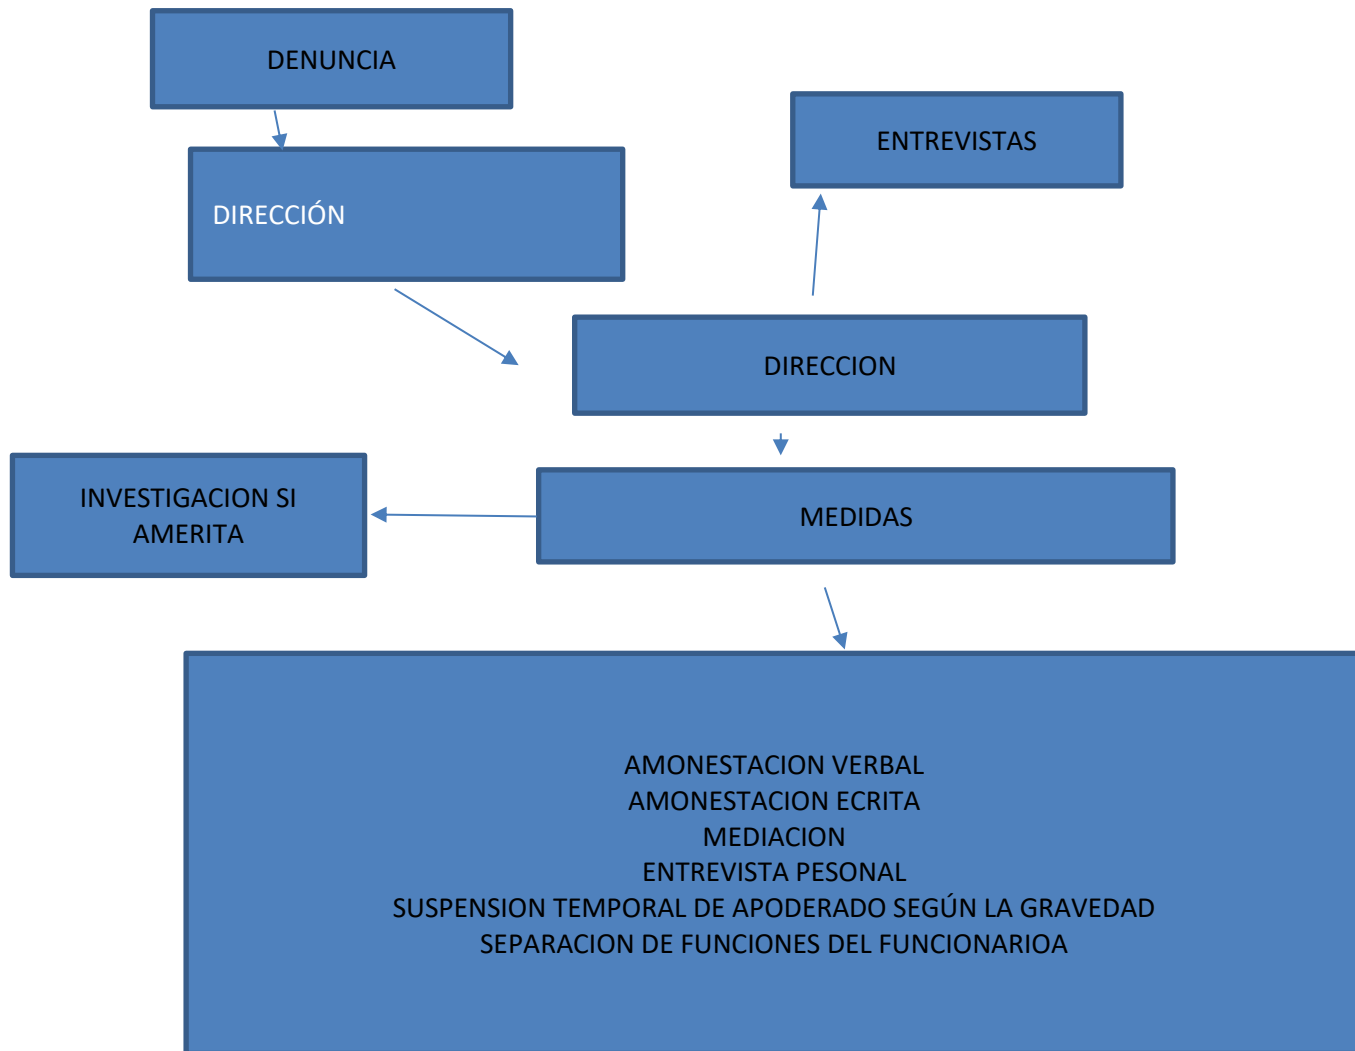 DENUNCIA
ENTREVISTAS
DIRECCIÓN
DIRECCION
INVESTIGACION SI
AMERITA
MEDIDAS
AMONESTACION VERBAL
AMONESTACION ECRITA
MEDIACION
ENTREVISTA PESONAL
SUSPENSION TEMPORAL DE APODERADO SEGÚN LA GRAVEDAD
SEPARACION DE FUNCIONES DEL FUNCIONARIOA